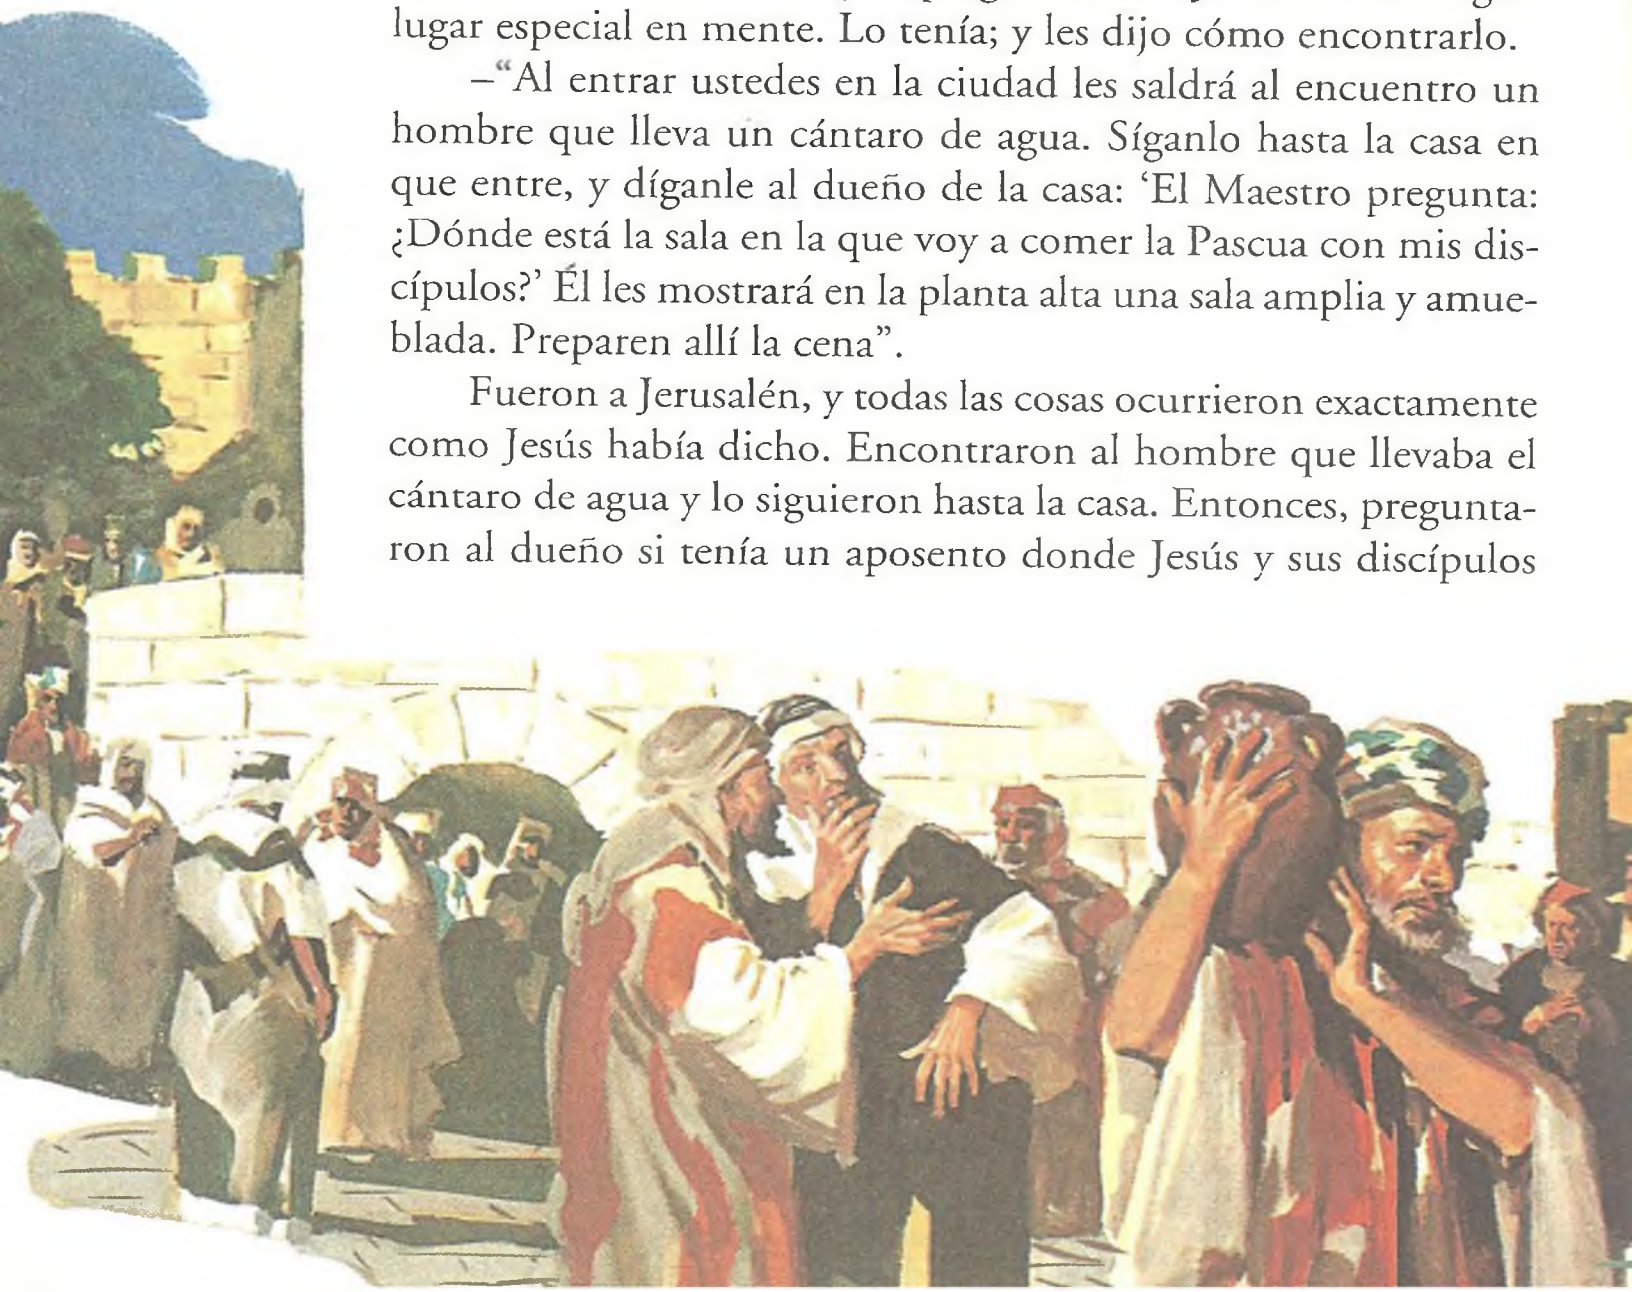 lugar especial en mente. Lo tenía; y les dijo cómo encontrarlo.
–“Al entrar ustedes en la ciudad les saldrá al encuentro un
hombre que lleva un cántaro de agua. Síganlo hasta la casa en
que entre, y díganle al dueño de la casa: ‘El Maestro pregunta:
¿Dónde está la sala en la que voy a comer la Pascua con mis dis-
cípulos?’ Él les mostrará en la planta alta una sala amplia y amue-
blada. Preparen allí la cena”.
Fueron a Jerusalén, y todas las cosas ocurrieron exactamente
como Jesús había dicho. Encontraron al hombre que llevaba el
cántaro de agua y lo siguieron hasta la casa. Entonces, pregunta-
ron al dueño si tenía un aposento donde Jesús y sus discípulos